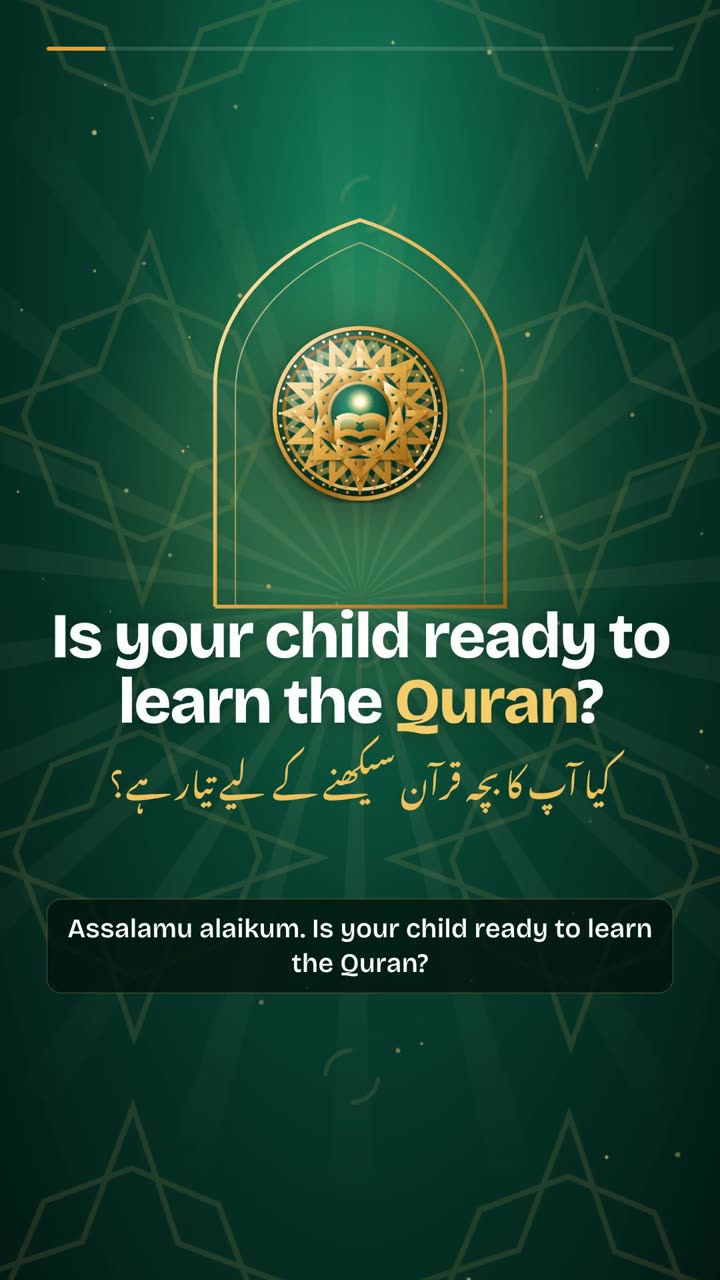 Is your child ready to
learn the Quran?
کیا آپ کا بچہ قرآن سیکھنے کے لیے تیار ہے؟
Assalamu alaikum. Is your child ready to learn
the Quran?